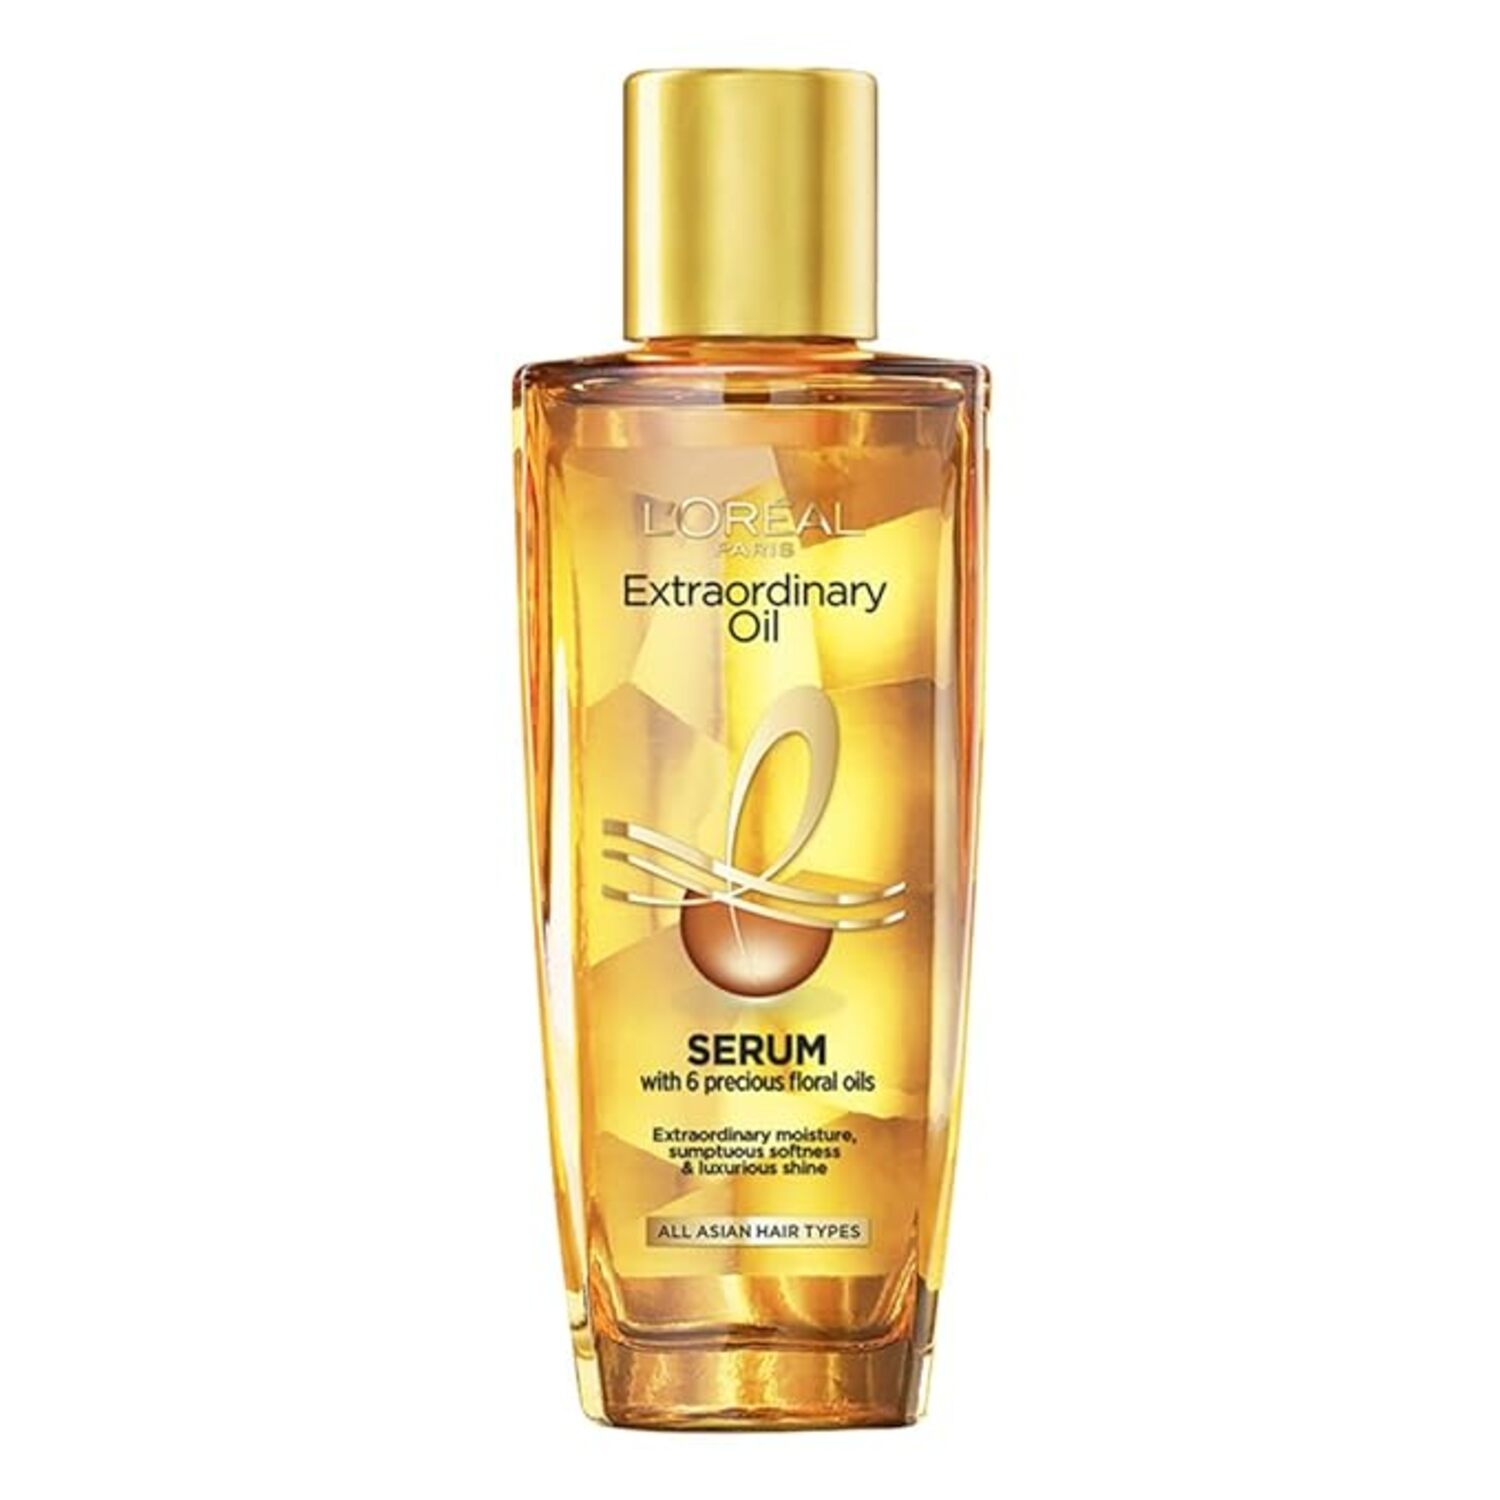 L'ORÉAL
PARIS
Extraordinary
Oil
SERUM
with 6 precious floral oils
Extraordinary moisture,
sumptuous softness
& luxurious shine
ALL ASIAN HAIR TYPES